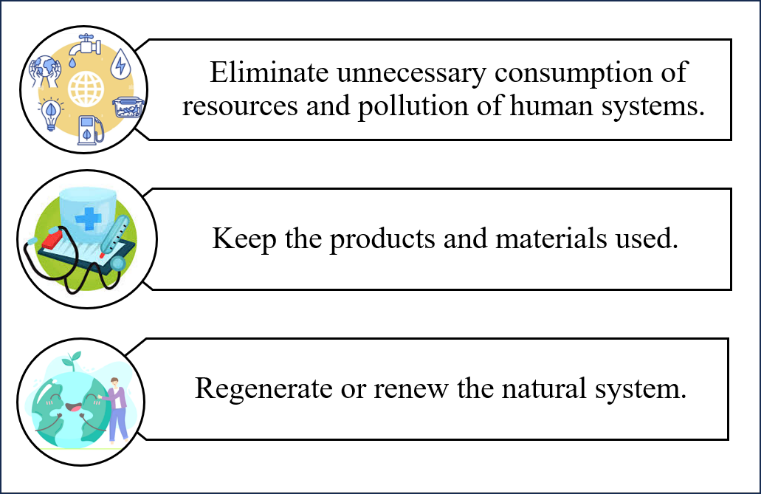 Eliminate unnecessary consumption of
resources and pollution of human systems.
Keep the products and materials used.
Regenerate or renew the natural system.